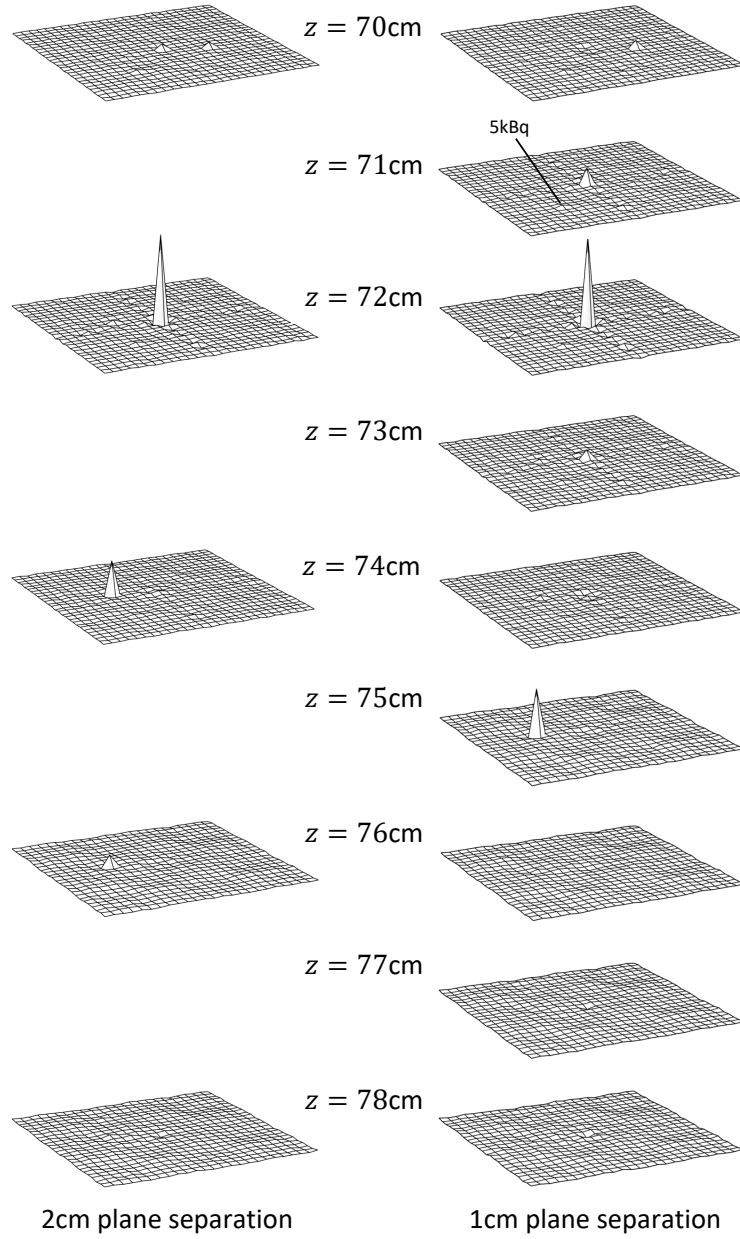 z = 70cm
5kBq
z = 71cm
z = 72cm
z = 73cm
z = 74cm
z = 75cm
z = 76cm
z = 77cm
z = 78cm
2cm plane separation
1cm plane separation